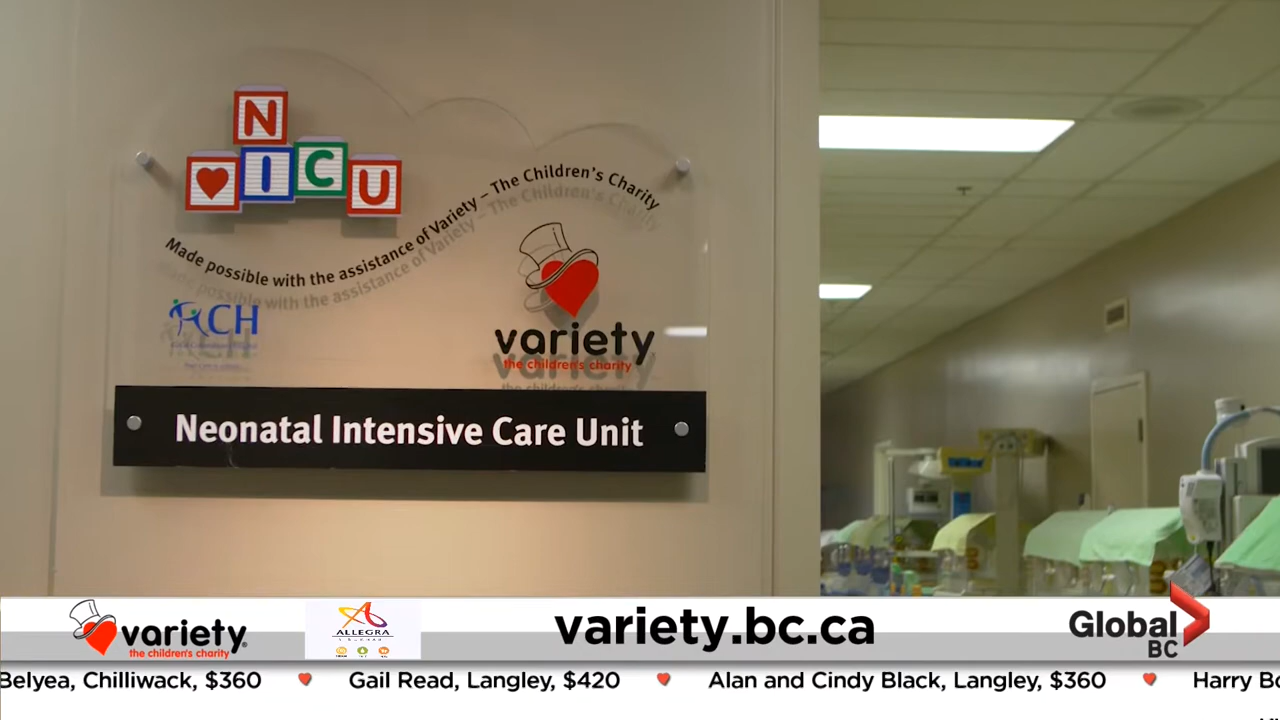 N
ICU
Made possible with the assistance of Variety – The Children's Charity
CH
variety
the children's charity
Neonatal Intensive Care Unit
variety
the children's charity
ALLEGRA
variety.bc.ca
Global
BC
Belyea, Chilliwack, $360 Gail Read, Langley, $420 Alan and Cindy Black, Langley, $360 Harry